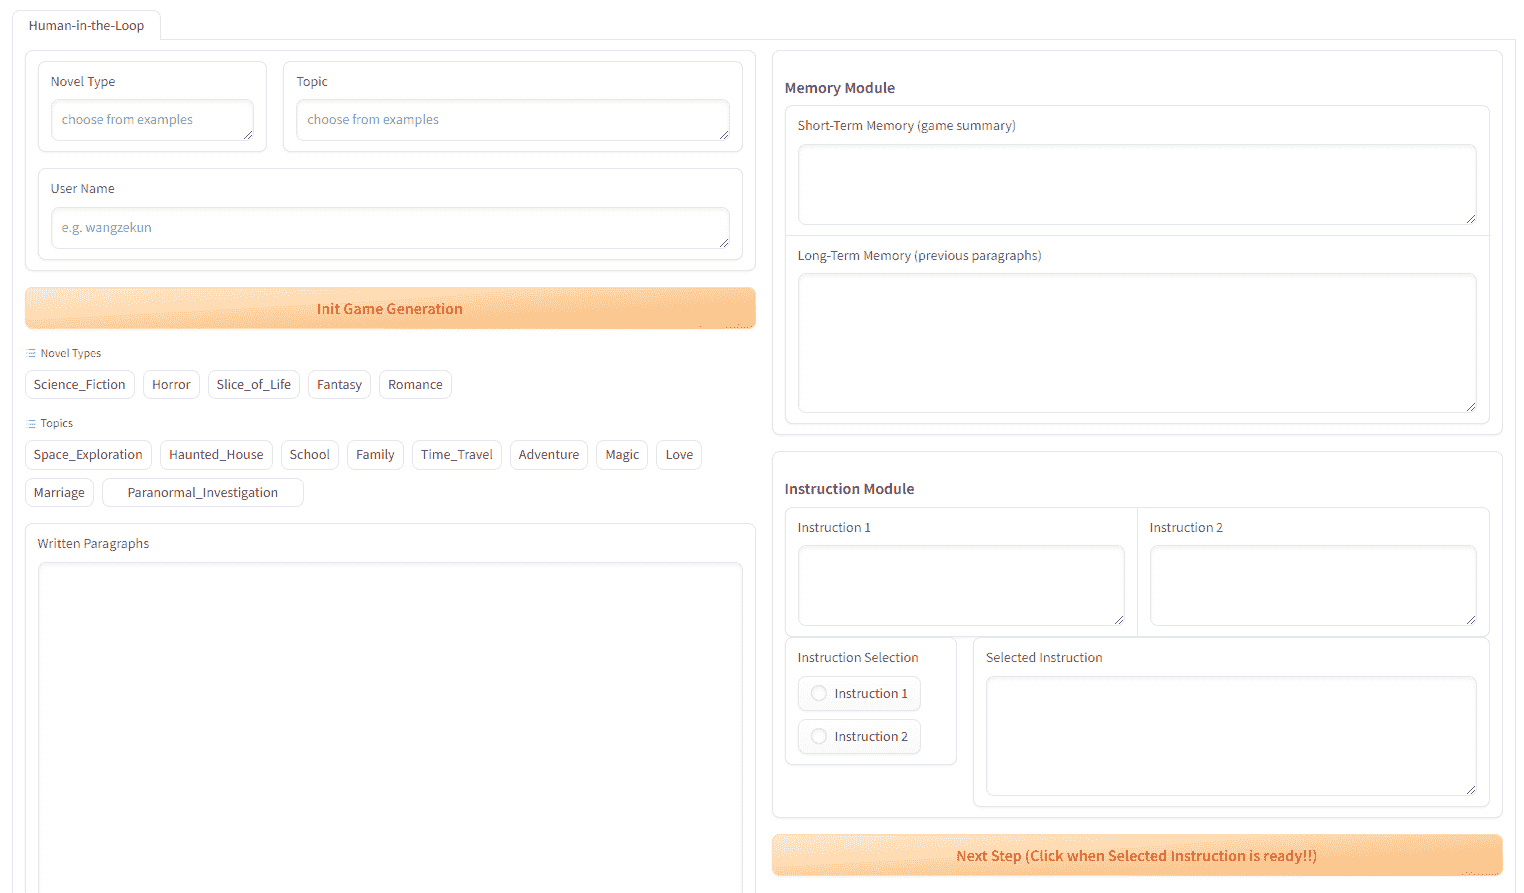 Human-in-the-Loop
Novel Type
choose from examples
Topic
choose from examples
User Name
e.g. wangzekun
Init Game Generation
Novel Types
Science_Fiction Horror Slice_of_Life Fantasy Romance
Topics
Space_Exploration Haunted_House School Family Time_Travel Adventure Magic Love
Marriage Paranormal_Investigation
Written Paragraphs
Memory Module
Short-Term Memory (game summary)
Long-Term Memory (previous paragraphs)
Instruction Module
Instruction 1
Instruction 2
Instruction Selection
Instruction 1
Instruction 2
Selected Instruction
Next Step (Click when Selected Instruction is ready!!)